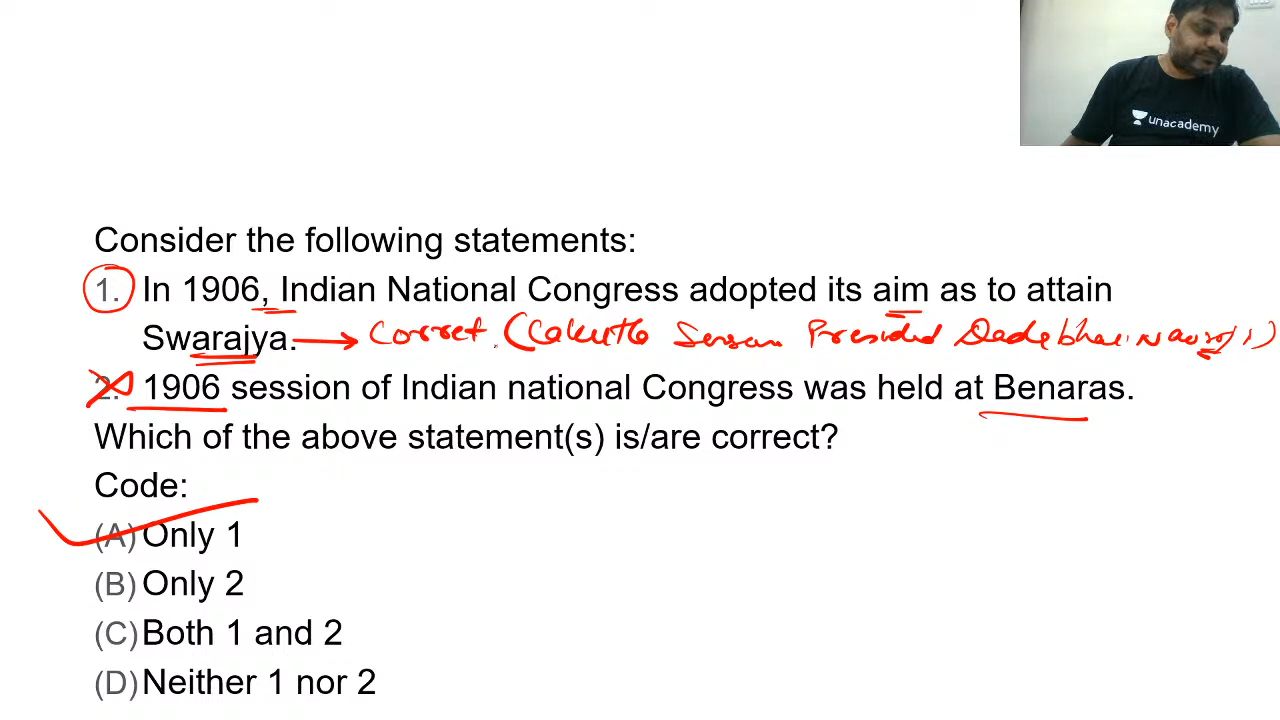 unacademy
Consider the following statements:
1. In 1906, Indian National Congress adopted its aim as to attain
Swarajya. → Corret. (Calcutta Session President Dadabhai Naoroji)
2. 1906 session of Indian national Congress was held at Benaras.
Which of the above statement(s) is/are correct?
Code:
(A) Only 1
(B) Only 2
(C) Both 1 and 2
(D) Neither 1 nor 2